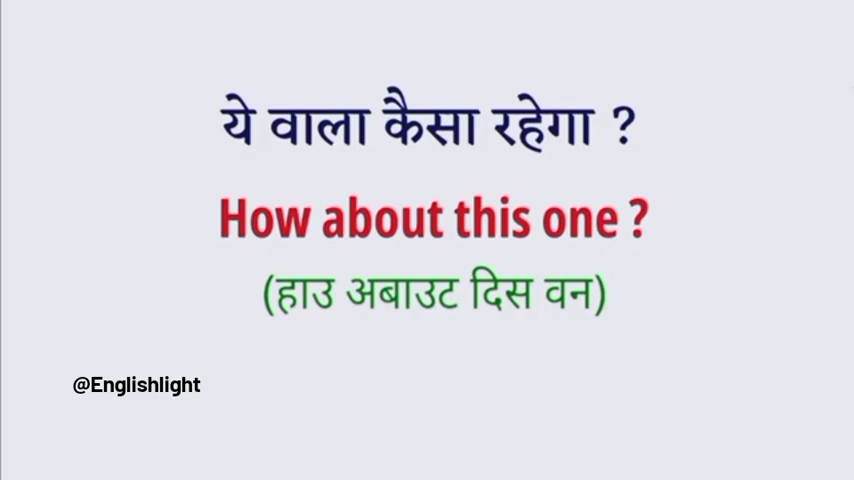 ये वाला कैसा रहेगा ?
How about this one ?
(हाउ अबाउट दिस वन)
@Englishlight